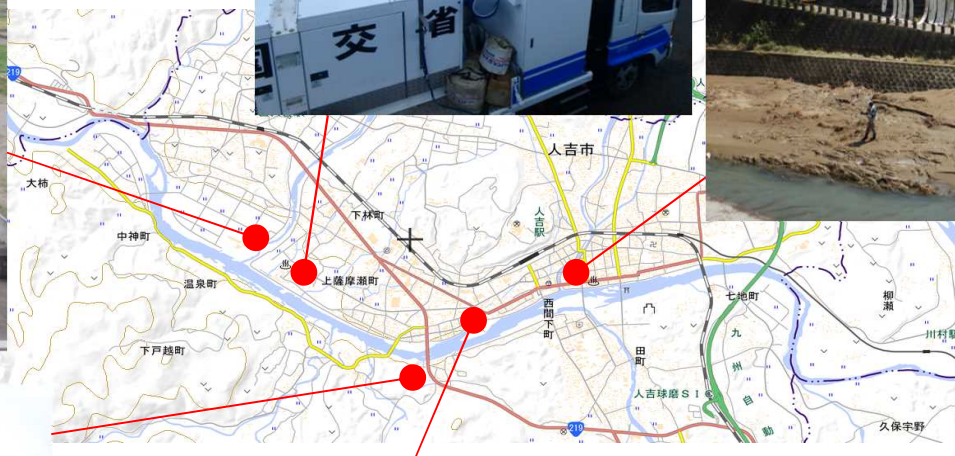 国交省
219
人吉市
大柿
下林町
人吉駅
中神町
上薩摩瀬町
温泉町
七地町
柳瀬
西間下町
川村駅
下戸越町
田町
九州自動
人吉球磨SIC
219
久保宇野